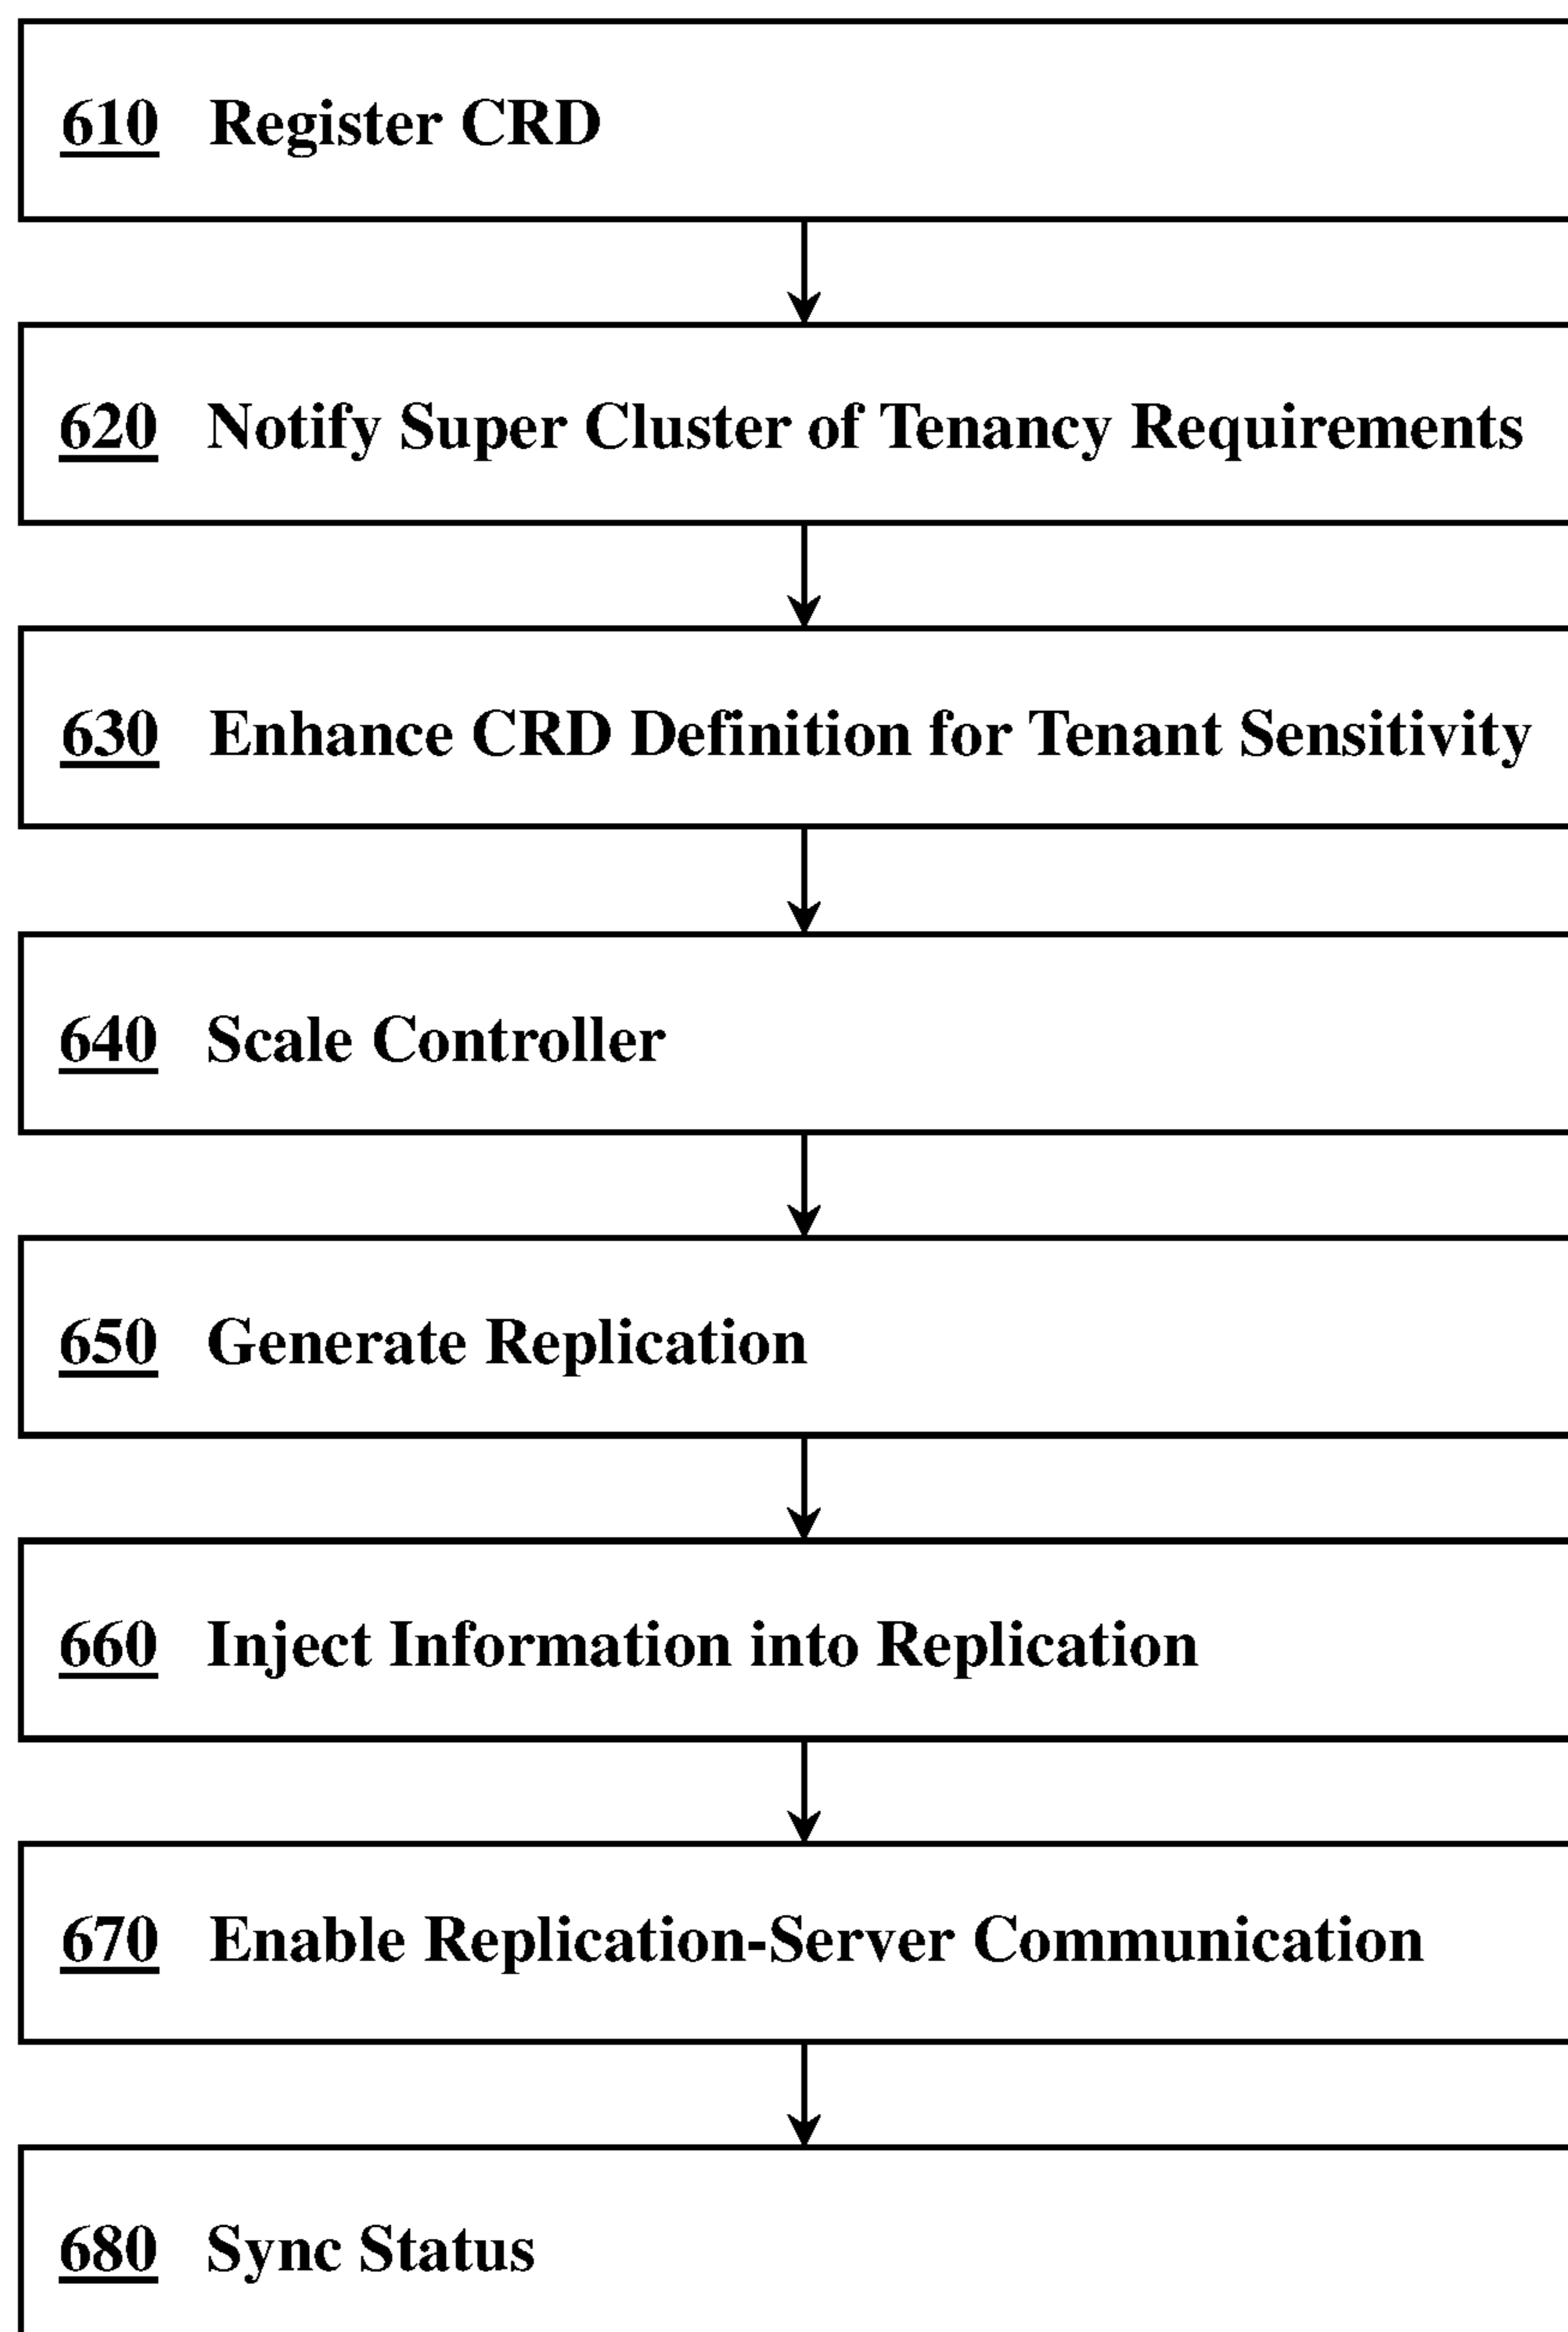 610 Register CRD
620 Notify Super Cluster of Tenancy Requirements
630 Enhance CRD Definition for Tenant Sensitivity
640 Scale Controller
650 Generate Replication
660 Inject Information into Replication
670 Enable Replication-Server Communication
680 Sync Status